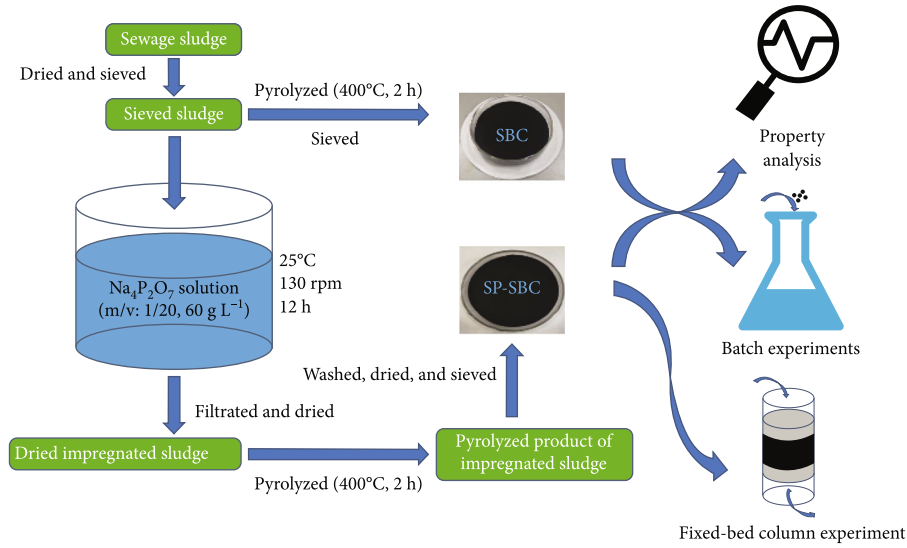 Sewage sludge
Dried and sieved
Sieved sludge
Pyrolyzed (400°C, 2 h)
Sieved
SBC
Property
analysis
Na₄P₂O₇ solution
(m/v: 1/20, 60 g L⁻¹)
25°C
130 rpm
12 h
SP-SBC
Batch experiments
Washed, dried, and sieved
Filtrated and dried
Dried impregnated sludge
Pyrolyzed (400°C, 2 h)
Pyrolyzed product of
impregnated sludge
Fixed-bed column experiment